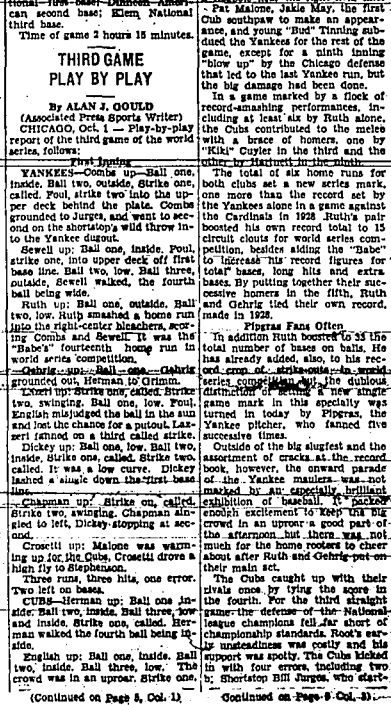 tional first base; Dinneen American
can second base; Klem, National
third base.
Time of game 2 hours 15 minutes.
THIRD GAME
PLAY BY PLAY
By ALAN J. GOULD
(Associated Press Sports Writer)
CHICAGO, Oct. 1 — Play-by-play
report of the third game of the world
series, follows:
First Inning
YANKEES—Combs up—Ball one,
inside. Ball two, outside, Strike one,
called. Foul, strike two into the up-
per deck behind the plate. Combs
grounded to Jurges, and went to sec-
ond on the shortstop's wild throw in-
to the Yankee dugout.
Sewell up; Ball one, inside. Foul,
strike one, into upper deck off first
base line. Ball two, low. Ball three,
outside, Sewell walked, the fourth
ball being wide.
Ruth up: Ball one, outside. Ball
two, low. Ruth smashed a home run
into the right-center bleachers, scor-
ing Combs and Sewell. It was the
"Babe's" fourteenth home run in
world series competition.
Gehrig up: Ball one. Gehrig
grounded out, Herman to Grimm.
Lazeri up: Strike one, called. Strike
two, swinging. Ball one, low. Foul.
English misjudged the ball in the sun
and lost the chance for a putout. Laz-
zeri fanned on a third called strike.
Dickey up: Ball one, low. Ball two,
inside, Strike one, called. Strike two
called. It was a low curve. Dickey
lashed a single down the first base
line.
Chapman up: Strike on, called.
Strike two, swinging. Chapman sin-
gled to left, Dickey stopping at sec-
ond.
Crosetti up: Malone was warm-
ing up for the Cubs, Crosetti drove a
high fly to Stephenson.
Three runs, three hits, one error.
Two left on bases.
CUBS—Herman up: Ball one in-
side. Ball two, inside. Ball three, low
and inside. Strike one, called. Her-
man walked the fourth ball being in-
side.
English up: Ball one, inside. Ball
two, inside. Ball three, low. The
crowd was in an uproar. Strike one,
(Continued on Page 5, Col. 1)
Pat Malone, Jakie May, the first
Cub southpaw to make an appear-
ance, and young "Bud" Tinning sub-
dued the Yankees for the rest of this
game, except for a ninth inning
"blow up" by the Chicago defense
that led to the last Yankee run, but
the big damage had been done.
In a game marked by a flock of
record-smashing performances, in-
cluding at least six by Ruth alone,
the Cubs contributed to the melee
with a brace of homers, one by
"Kiki" Cuyler in the third and the
other by Hartnett in the ninth.
The total of six home runs for
both clubs set a new series mark,
one more than the record set by
the Yankees alone in a game against
the Cardinals in 1928. Ruth's pair
boosted his own record total to 15
circuit clouts for world series com-
petition, besides aiding the "Babe"
to increase his record figures for
total bases, long hits and extra
bases. By putting together their suc-
cessive homers in the fifth, Ruth
and Gehrig tied their own record,
made in 1928.
Pipgras Fans Often
In addition Ruth boosted to 33 the
total number of bases on balls. He
has already added, also, to his rec-
ord crop of strike-outs in world
series competition but the dubious
distinction of setting a new single
game mark in this specialty was
turned in today by Pipgras, the
Yankee pitcher, who fanned five
successive times.
Outside of the big slugfest and the
assortment of cracks at the record
book, however, the onward parade
of the Yankee maulers was not
marked by an especially brilliant
exhibition of baseball. It packed
enough excitement to keep the big
crowd in an uproar a good part of
the afternoon but there was not
much for the home rooters to cheer
about after Ruth and Gehrig put on
their main act.
The Cubs caught up with their
rivals once by tying the score in
the fourth. For the third straight
game the defense of the National
league champions fell far short of
championship standards. Root's ear-
ly unsteadiness was costly and his
support was spotty. The Cubs kicked
in with four errors, including two
by Shortstop Bill Jurges, who start-
(Continued on Page 5 Col. 3)